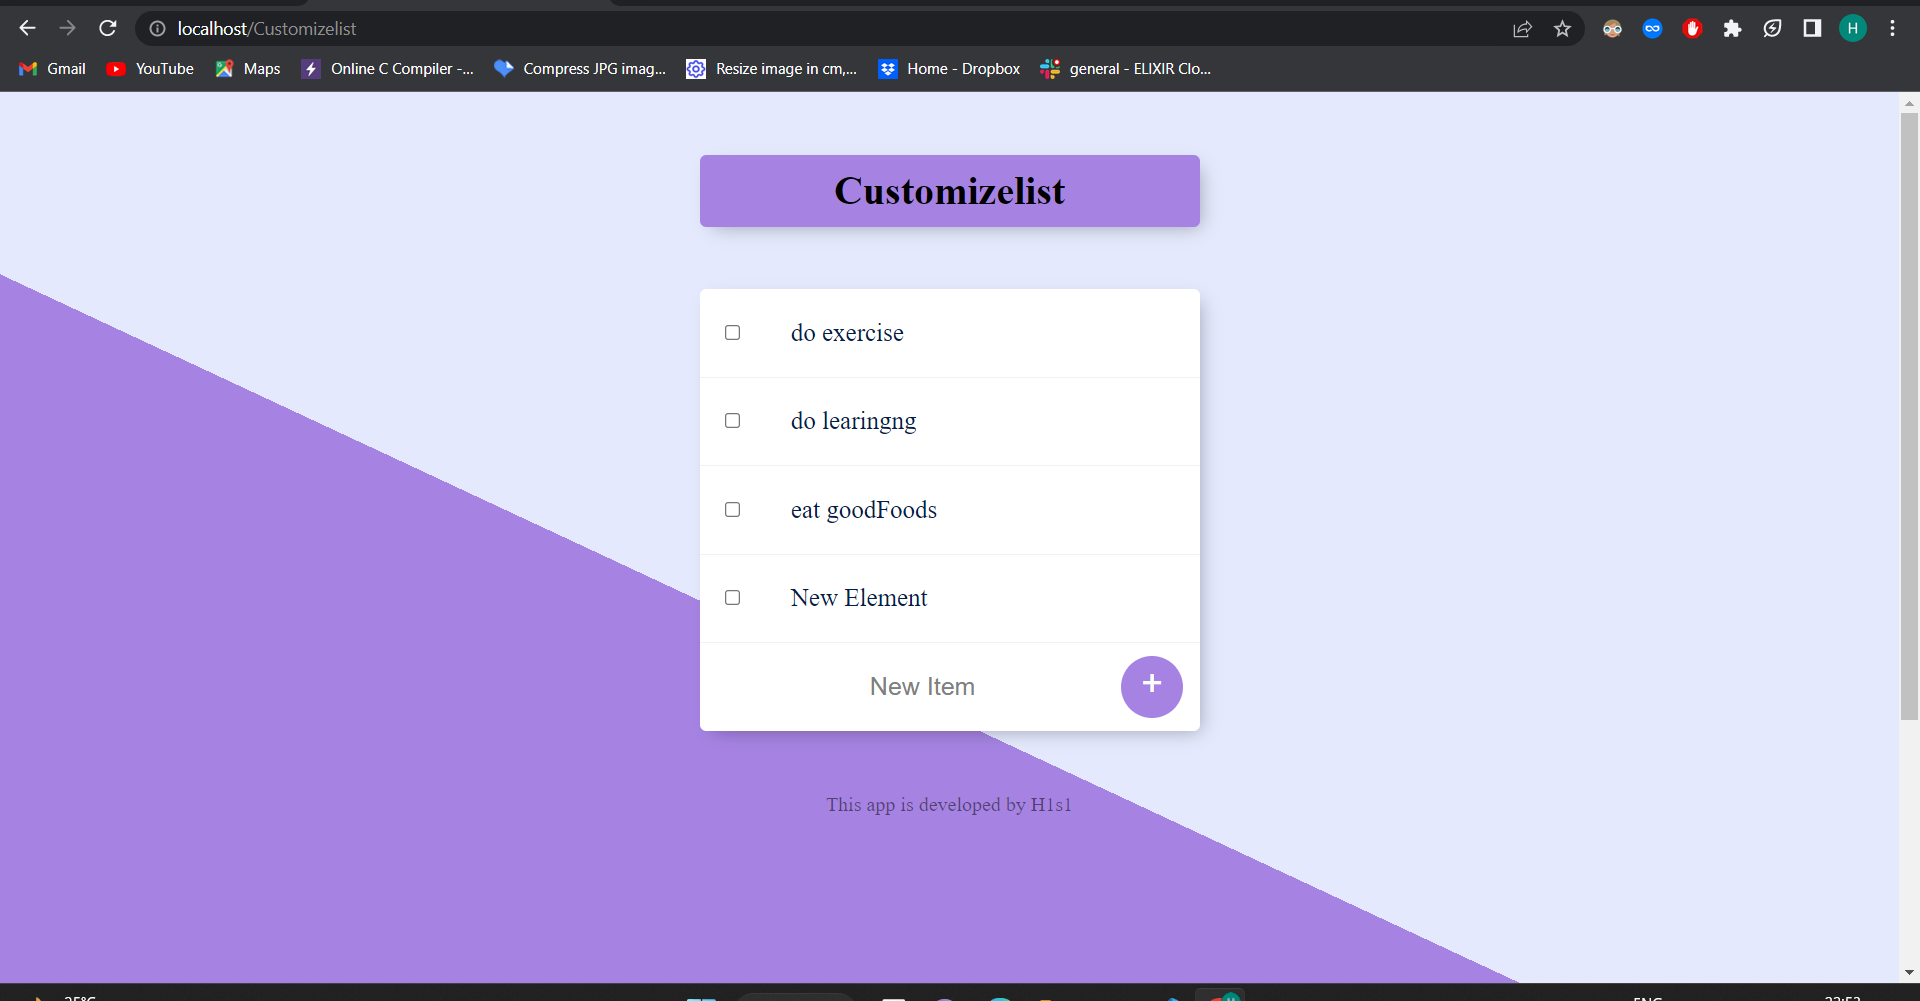 localhost/Customizelist
H
Gmail YouTube Maps Online C Compiler -... Compress JPG imag... Resize image in cm,... Home - Dropbox general - ELIXIR Clo...
Customizelist
do exercise
do learingng
eat goodFoods
New Element
New Item +
This app is developed by H1s1